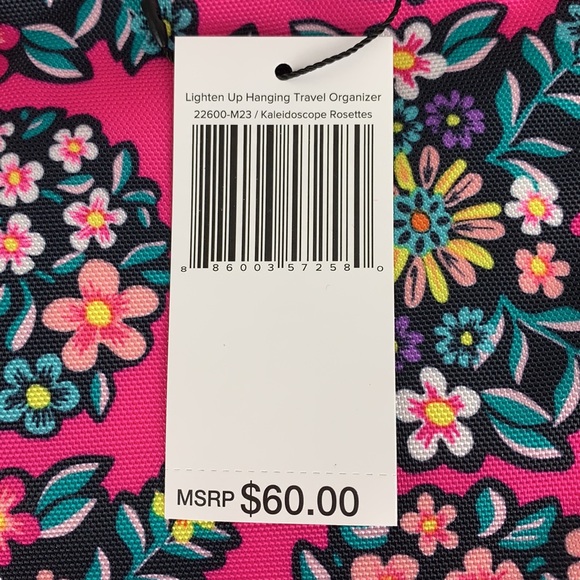 Lighten Up Hanging Travel Organizer
22600-M23 / Kaleidoscope Rosettes
8 86003 57258 0
MSRP $60.00